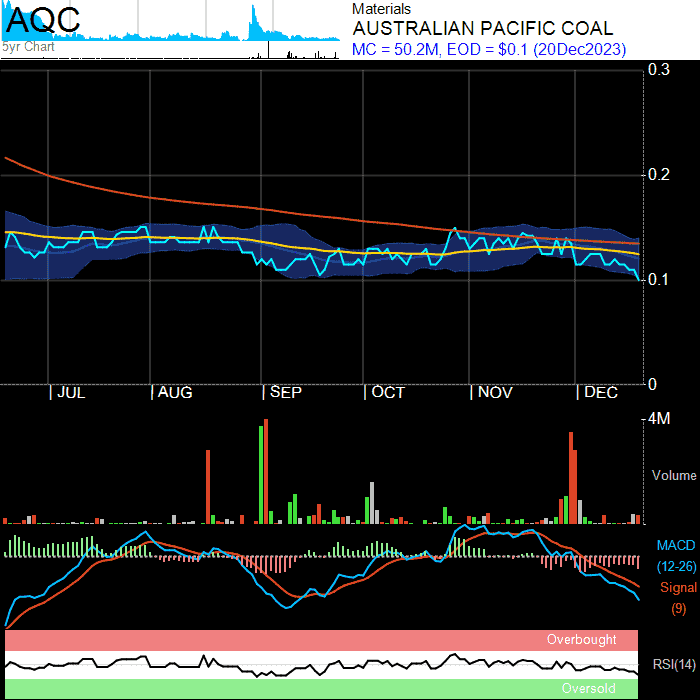 AQC
5yr Chart
Materials
AUSTRALIAN PACIFIC COAL
MC = 50.2M, EOD = $0.1 (20Dec2023)
0.3
0.2
0.1
0
JUL AUG SEP OCT NOV DEC
4M
Volume
MACD
(12-26)
Signal
(9)
Overbought
RSI(14)
Oversold